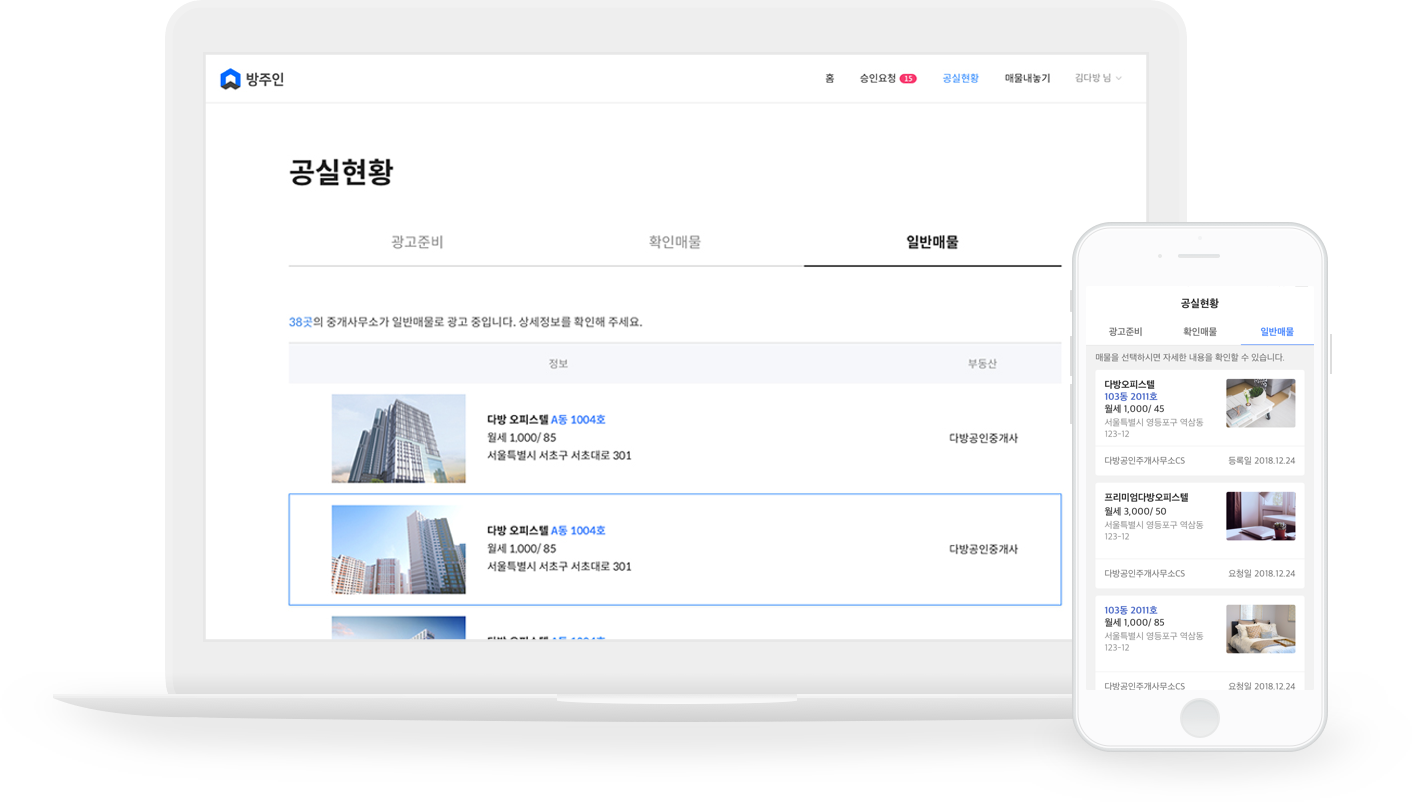 방주인
홈 승인요청 15 공실현황 매물내놓기 김다방 님
공실현황
광고준비 확인매물 일반매물
38곳의 중개사무소가 일반매물로 광고 중입니다. 상세정보를 확인해 주세요.
정보 부동산
다방 오피스텔 A동 1004호
월세 1,000/ 85
서울특별시 서초구 서초대로 301
다방공인중개사
다방 오피스텔 A동 1004호
월세 1,000/ 85
서울특별시 서초구 서초대로 301
다방공인중개사
다방 오피스텔 A동 1004호
공실현황
광고준비 확인매물 일반매물
매물을 선택하시면 자세한 내용을 확인할 수 있습니다.
다방오피스텔
103동 2011호
월세 1,000/ 45
서울특별시 영등포구 역삼동
123-12
다방공인주개사무소CS 등록일 2018.12.24
프리미엄다방오피스텔
월세 3,000/ 50
서울특별시 영등포구 역삼동
123-12
다방공인주개사무소CS 요청일 2018.12.24
103동 2011호
월세 1,000/ 85
서울특별시 영등포구 역삼동
123-12
다방공인주개사무소CS 요청일 2018.12.24